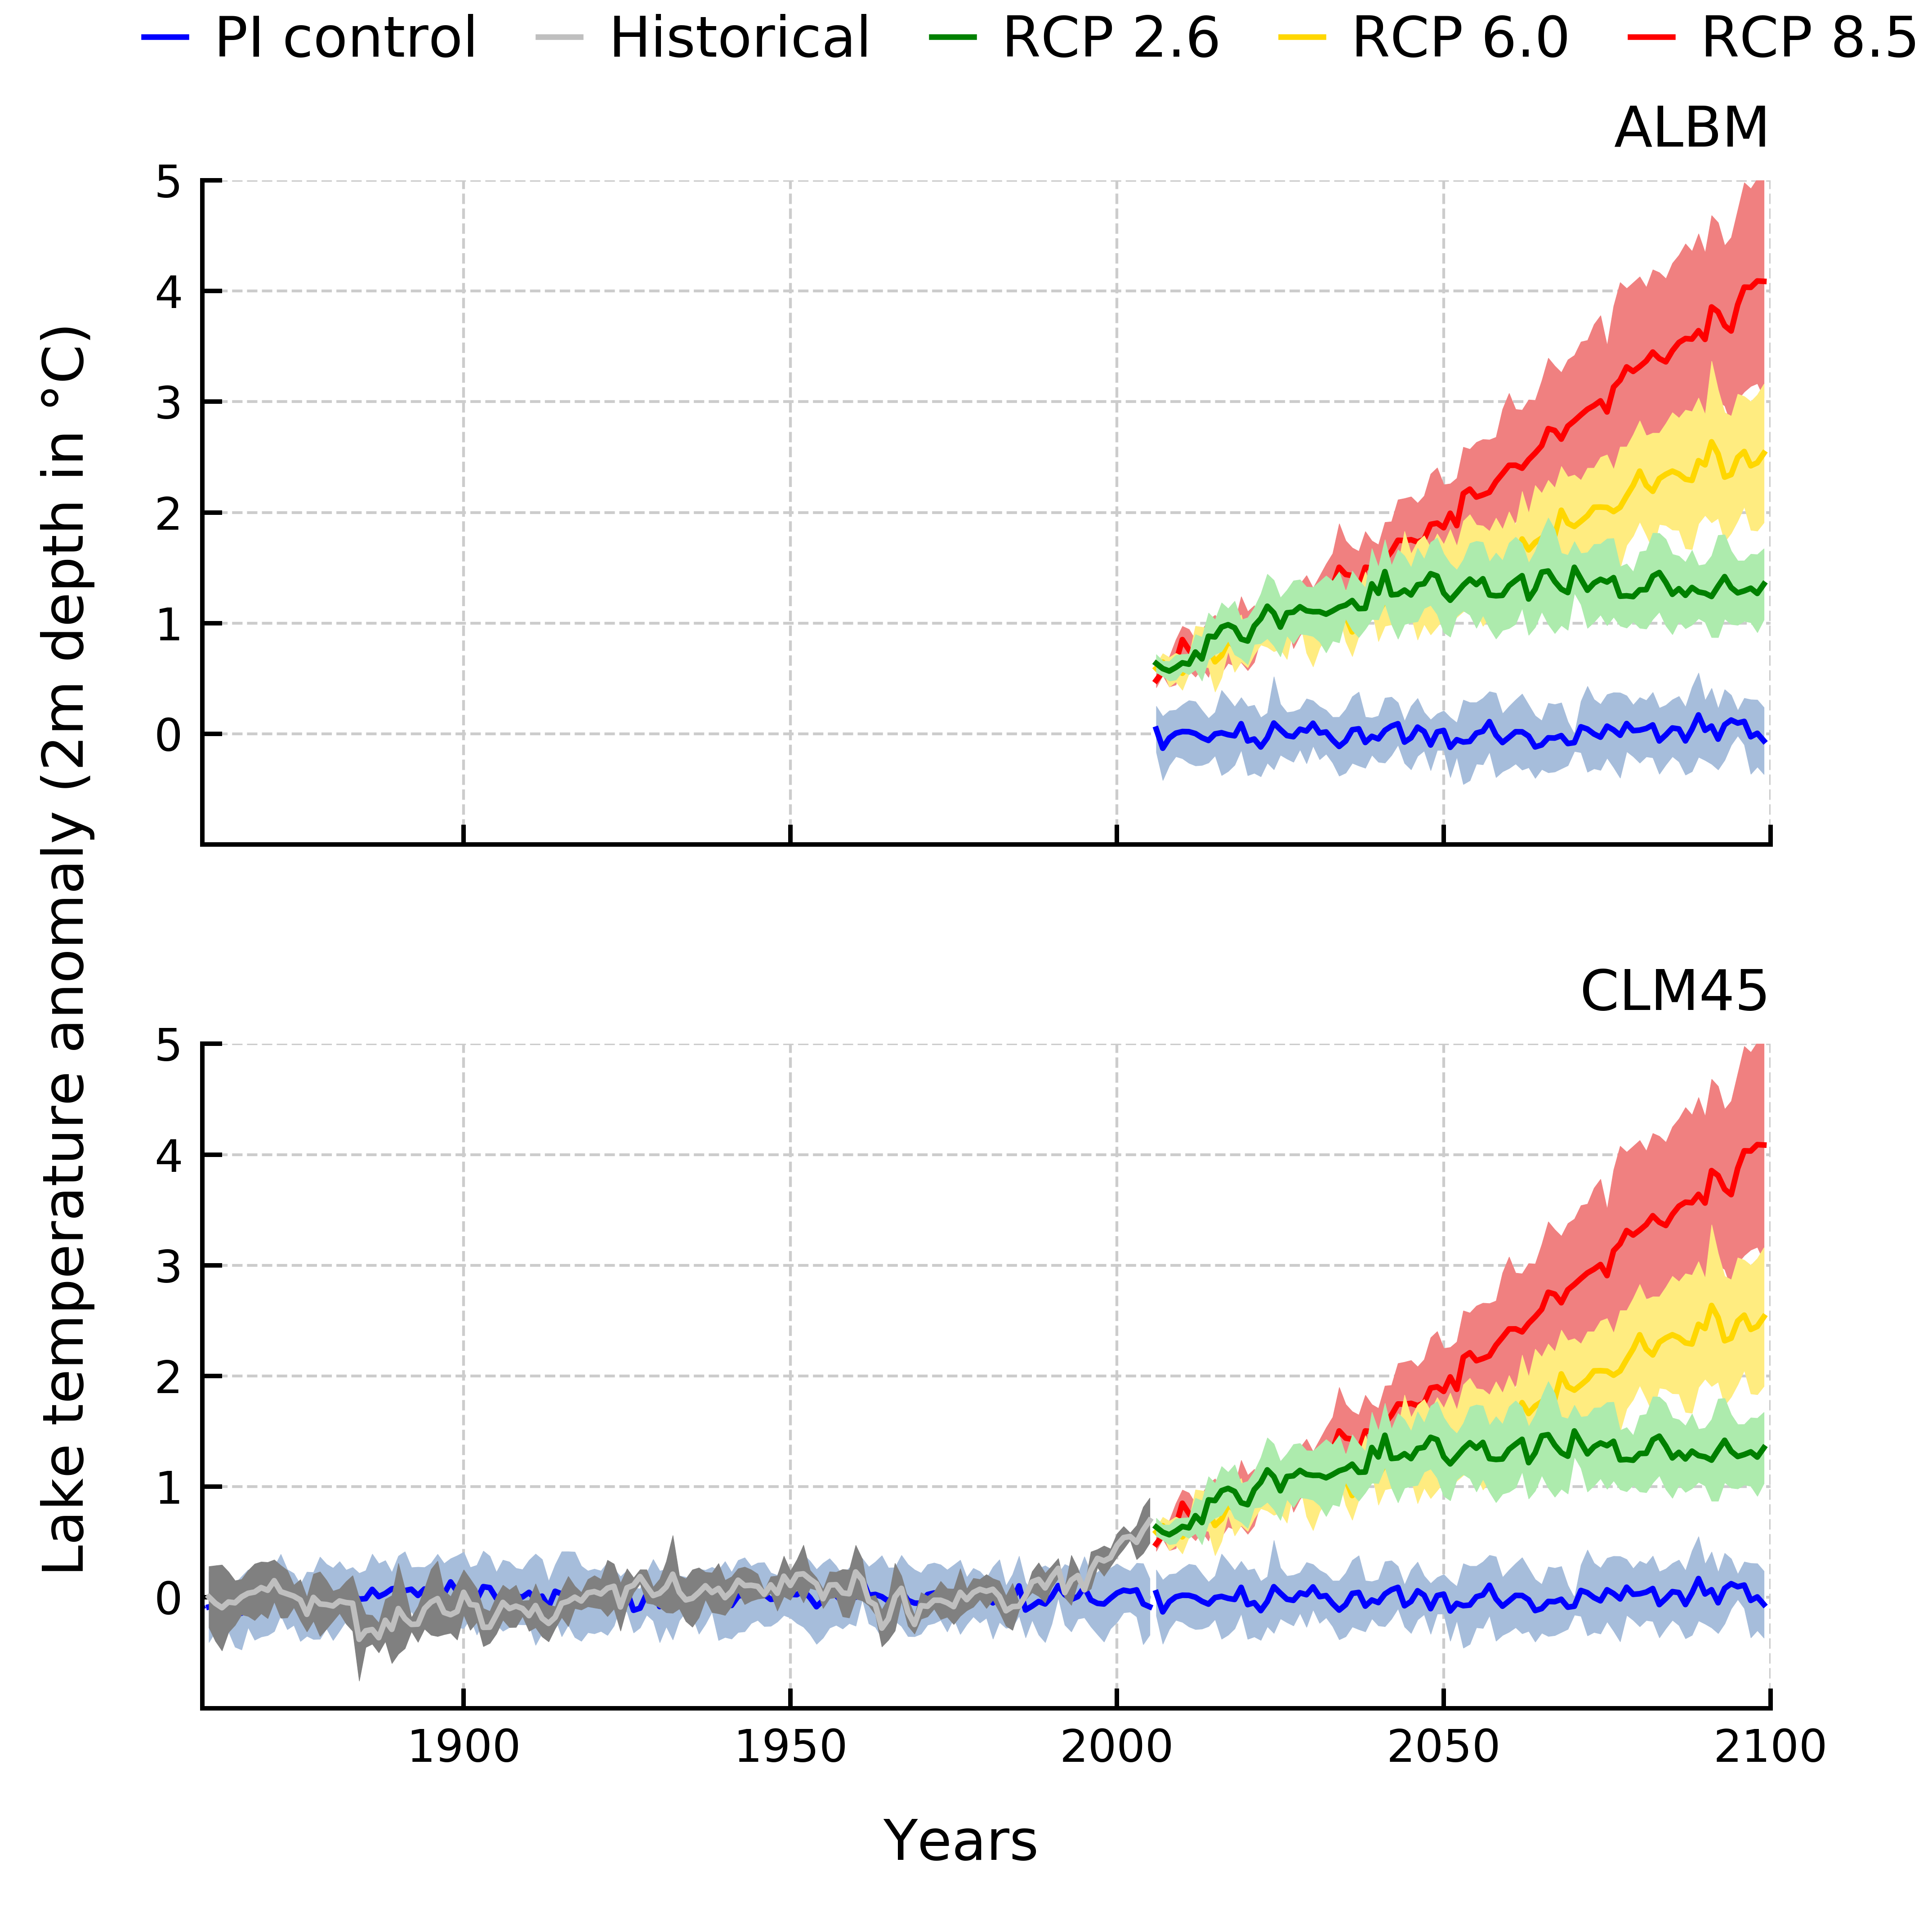 PI control Historical RCP 2.6 RCP 6.0 RCP 8.5
ALBM
5
4
3
2
1
0
Lake temperature anomaly (2m depth in °C)
CLM45
5
4
3
2
1
0
1900 1950 2000 2050 2100
Years